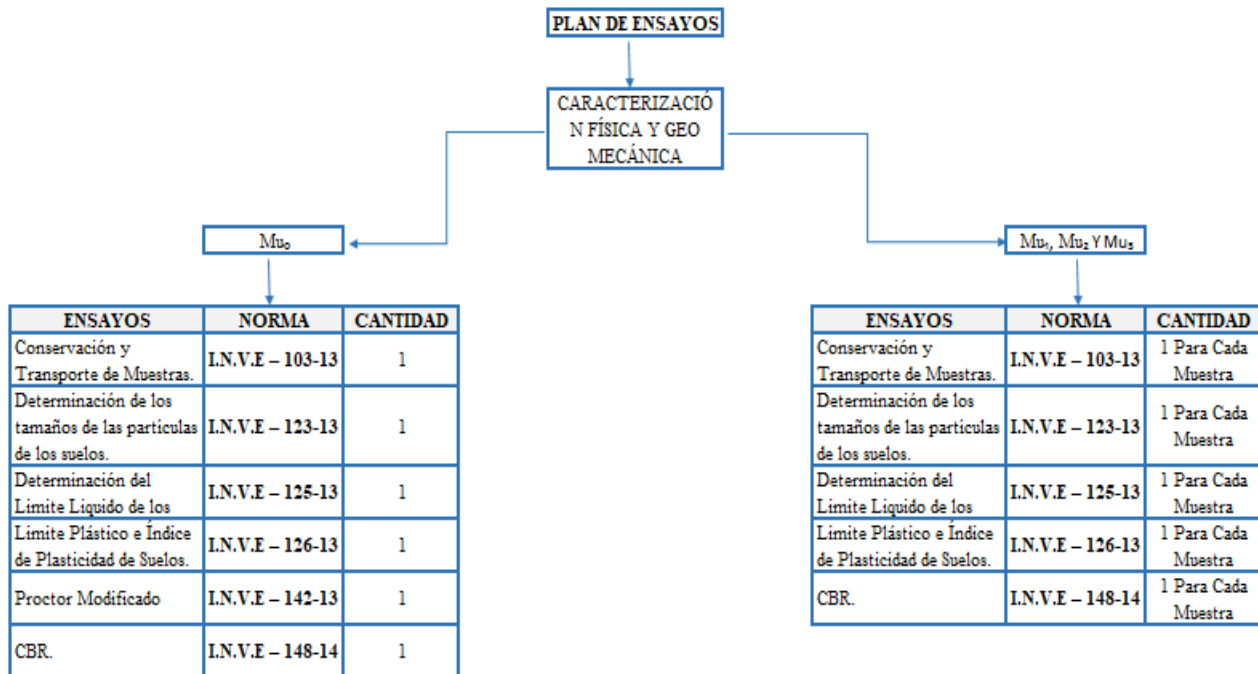 PLAN DE ENSAYOS
CARACTERIZACIÓ
N FÍSICA Y GEO
MECÁNICA
Mu₀
ENSAYOS NORMA CANTIDAD
Conservación y
Transporte de Muestras. I.N.V.E – 103-13 1
Determinación de los
tamaños de las particulas I.N.V.E – 123-13 1
de los suelos.
Determinación del
Limite Liquido de los I.N.V.E – 125-13 1
Limite Plástico e Índice
de Plasticidad de Suelos. I.N.V.E – 126-13 1
Proctor Modificado I.N.V.E – 142-13 1
CBR. I.N.V.E – 148-14 1
Mu₁, Mu₂ Y Mu₃
ENSAYOS NORMA CANTIDAD
Conservación y 1 Para Cada
Transporte de Muestras. I.N.V.E – 103-13 Muestra
Determinación de los
tamaños de las particulas I.N.V.E – 123-13 1 Para Cada
de los suelos. Muestra
Determinación del 1 Para Cada
Limite Liquido de los I.N.V.E – 125-13 Muestra
Limite Plástico e Índice 1 Para Cada
de Plasticidad de Suelos. I.N.V.E – 126-13 Muestra
CBR. I.N.V.E – 148-14 1 Para Cada
Muestra